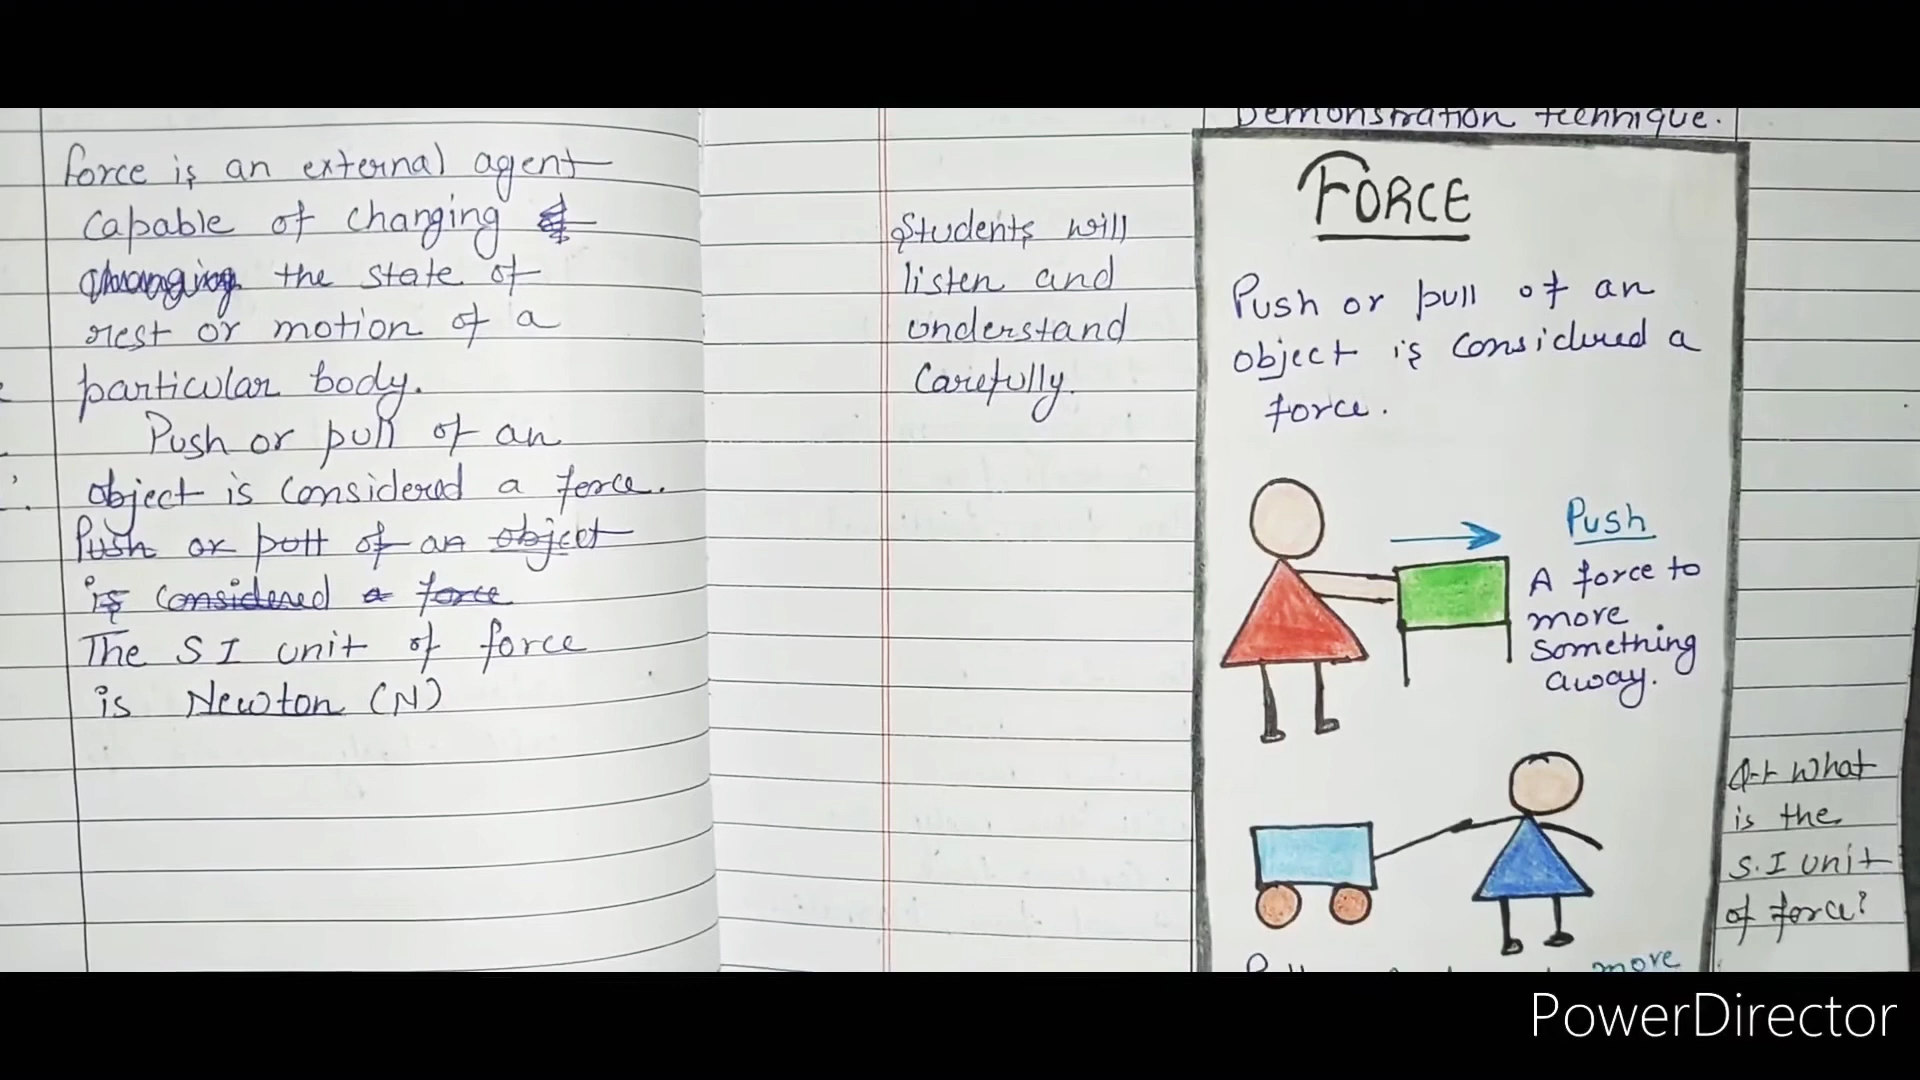 Force is an external agent
capable of changing
changing the state of
rest or motion of a
particular body.
Push or pull of an
object is considered a force.
Push or pull of an object
is considered a force
The S I unit of force
is Newton (N)
Students will
listen and
understand
carefully.
Demonstration technique.
FORCE
Push or pull of an
object is considered a
force.
Push
A force to
more
something
away.
more
Q-1 What
is the
S.I unit
of force?
PowerDirector